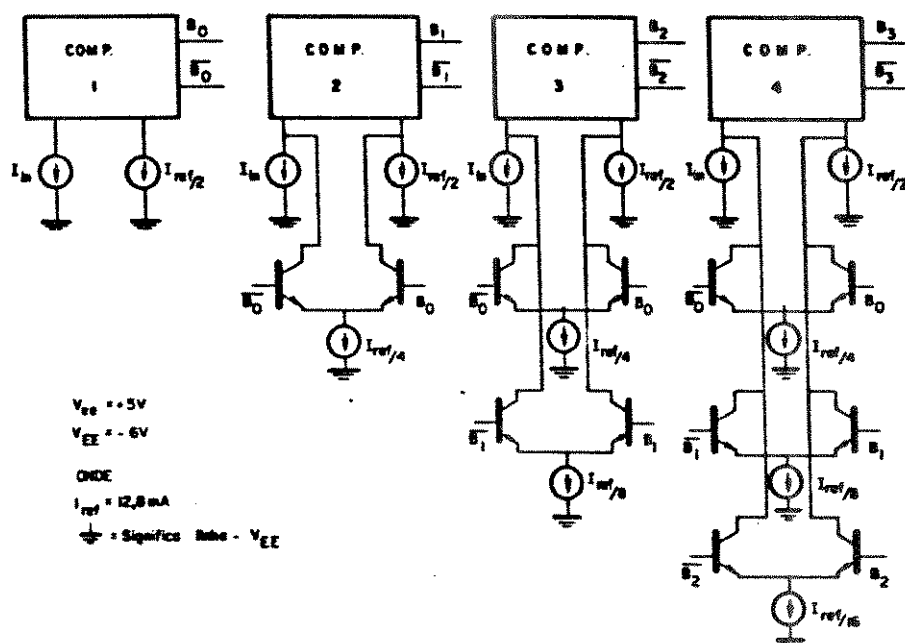 COMP. 1
B0
B̅0̅
Iin
Iref/2
COMP. 2
B1
B̅1̅
Iin
Iref/2
B̅0̅
B0
Iref/4
COMP. 3
B2
B̅2̅
Iin
Iref/2
B̅0̅
B0
Iref/4
B̅1̅
B1
Iref/8
COMP. 4
B3
B̅3̅
Iin
Iref/2
B̅0̅
B0
Iref/4
B̅1̅
B1
Iref/8
B̅2̅
B2
Iref/16
= +5V
VEE = -6V
ONDE
Iref = 12,8 mA
= Significa - VEE